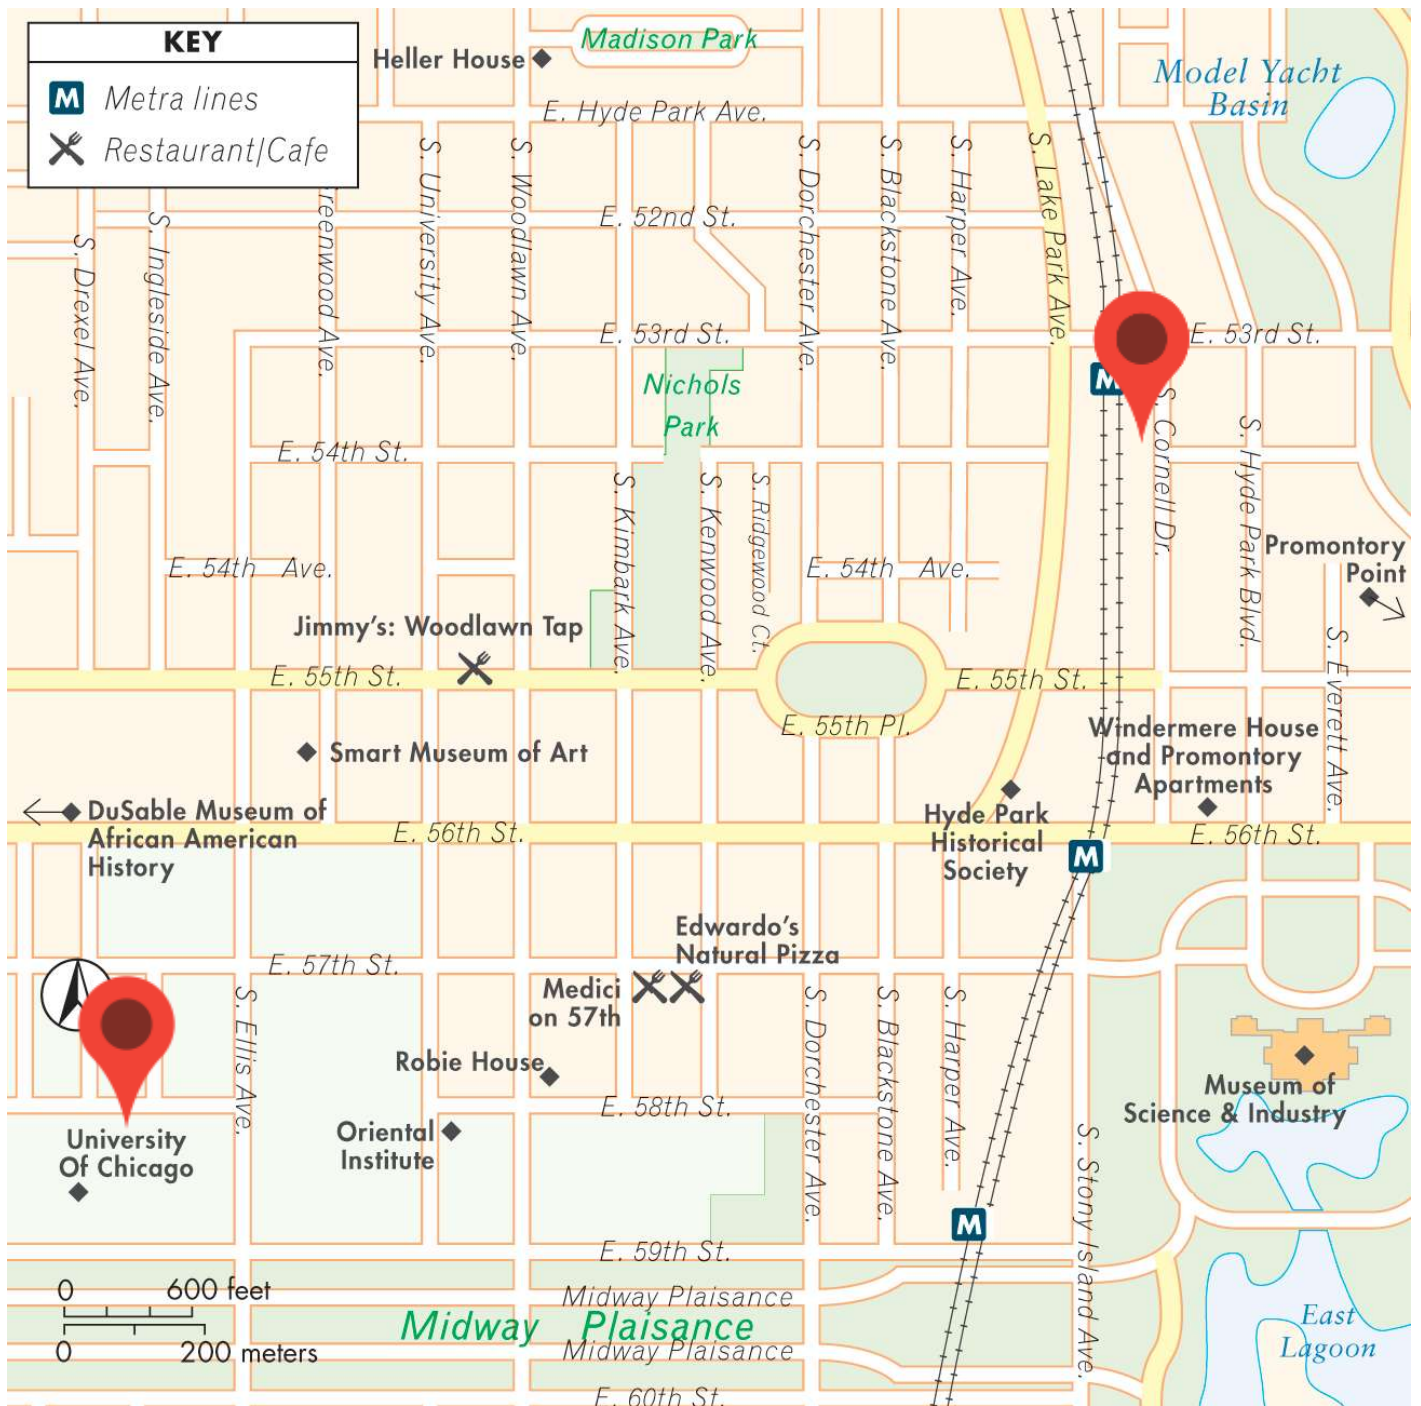 KEY
M Metra lines
Restaurant/Cafe
Heller House
Madison Park
Model Yacht
Basin
E. Hyde Park Ave.
S. Drexel Ave.
S. Ingleside Ave.
reenwood Ave.
S. University Ave.
S. Woodlawn Ave.
S. Dorchester Ave.
S. Blackstone Ave.
S. Harper Ave.
S. Lake Park Ave.
E. 52nd St.
E. 53rd St.
E. 53rd St.
Nichols
Park
M
S. Cornell Dr.
S. Hyde Park Blvd.
E. 54th St.
S. Kimbark Ave.
S. Kenwood Ave.
S. Ridgewood Ct.
E. 54th Ave.
E. 54th Ave.
Promontory
Point
Jimmy's: Woodlawn Tap
S. Everett Ave.
E. 55th St.
E. 55th St.
E. 55th Pl.
Windermere House
and Promontory
Apartments
Smart Museum of Art
DuSable Museum of
African American
History
Hyde Park
Historical
Society
E. 56th St.
E. 56th St.
M
Edwardo's
Natural Pizza
E. 57th St.
Medici
on 57th
S. Ellis Ave.
S. Dorchester Ave.
S. Blackstone Ave.
S. Harper Ave.
Robie House
Museum of
Science & Industry
E. 58th St.
University
Of Chicago
Oriental
Institute
S. Stony Island Ave.
M
E. 59th St.
0 600 feet
0 200 meters
Midway Plaisance
Midway Plaisance
Midway Plaisance
East
Lagoon
E. 60th St.